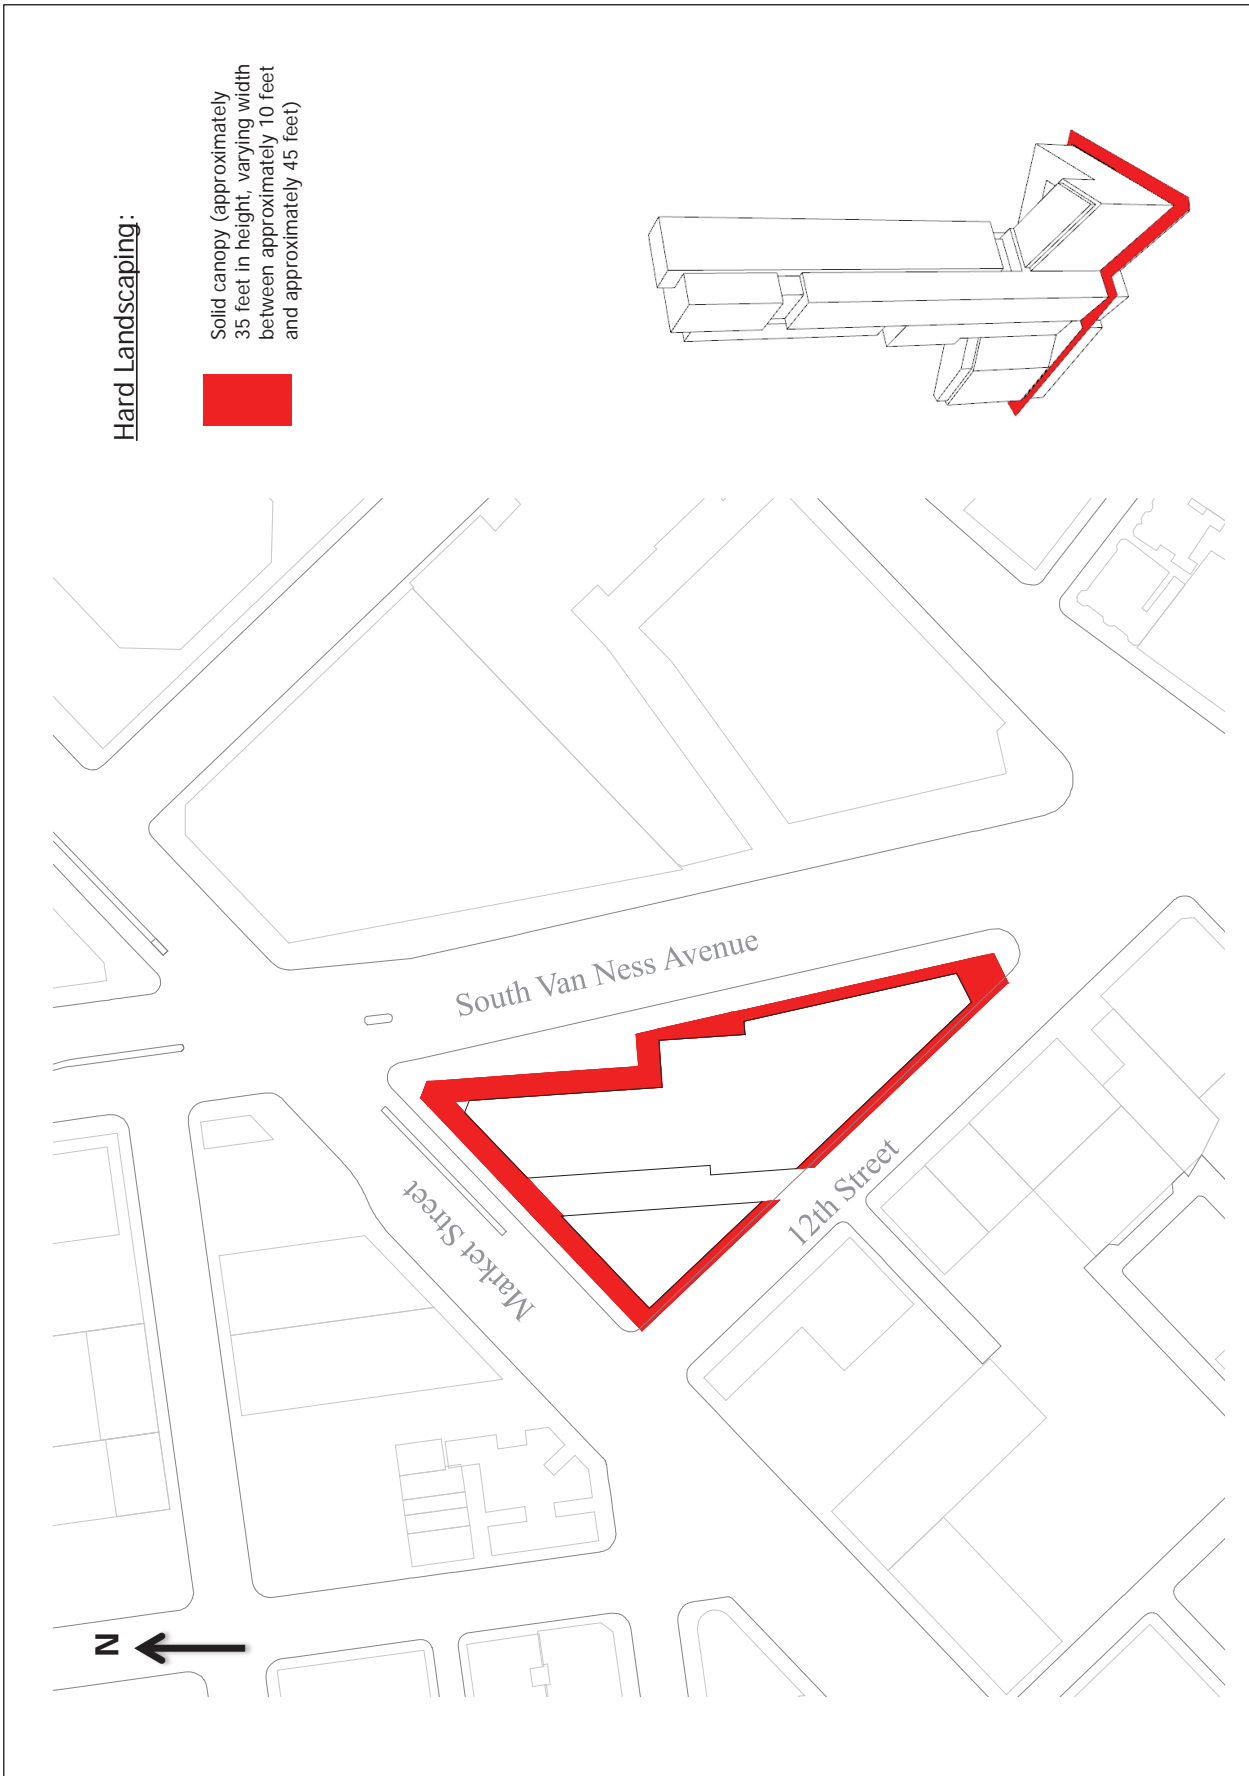 Hard Landscaping:
Solid canopy (approximately
35 feet in height, varying width
between approximately 10 feet
and approximately 45 feet)
South Van Ness Avenue
Market Street
12th Street
N